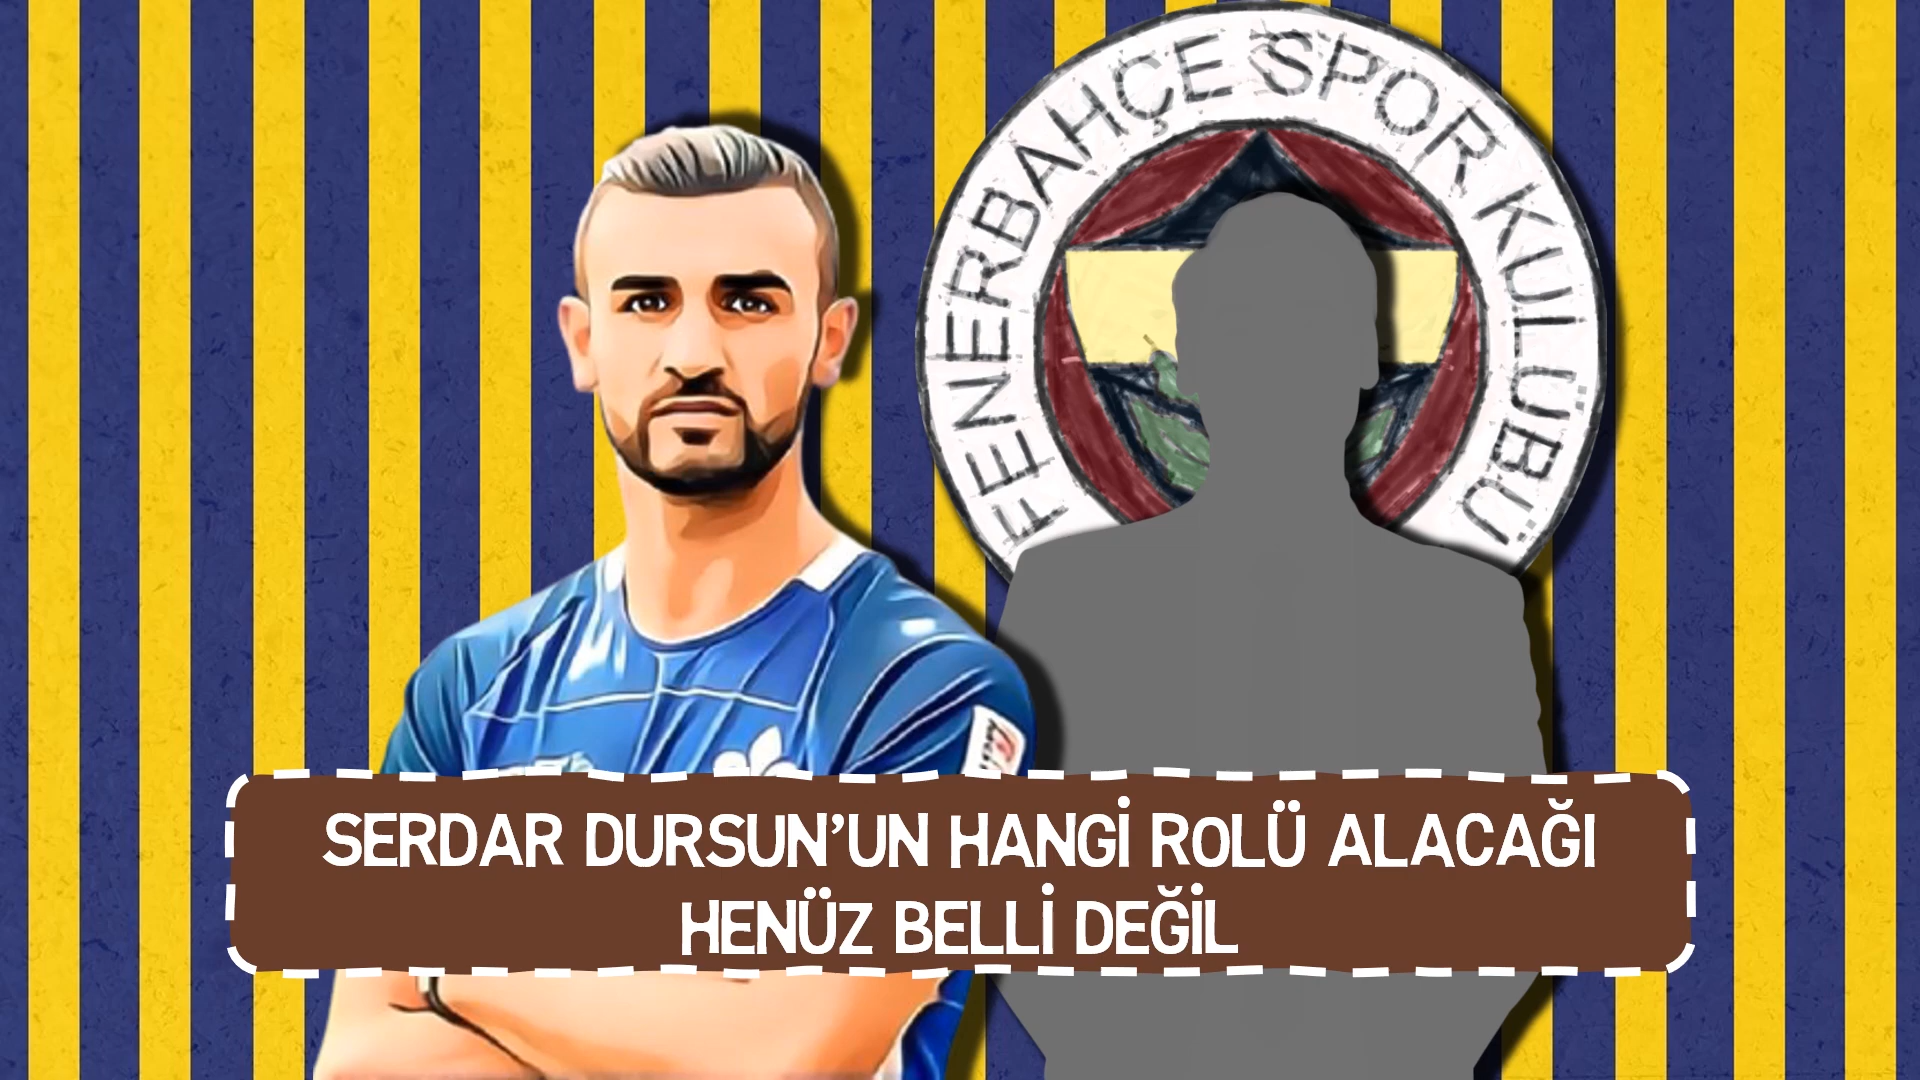 FENERBAHÇE SPOR KULÜBÜ
SERDAR DURSUN'UN HANGİ ROLÜ ALACAĞI
HENÜZ BELLİ DEĞİL